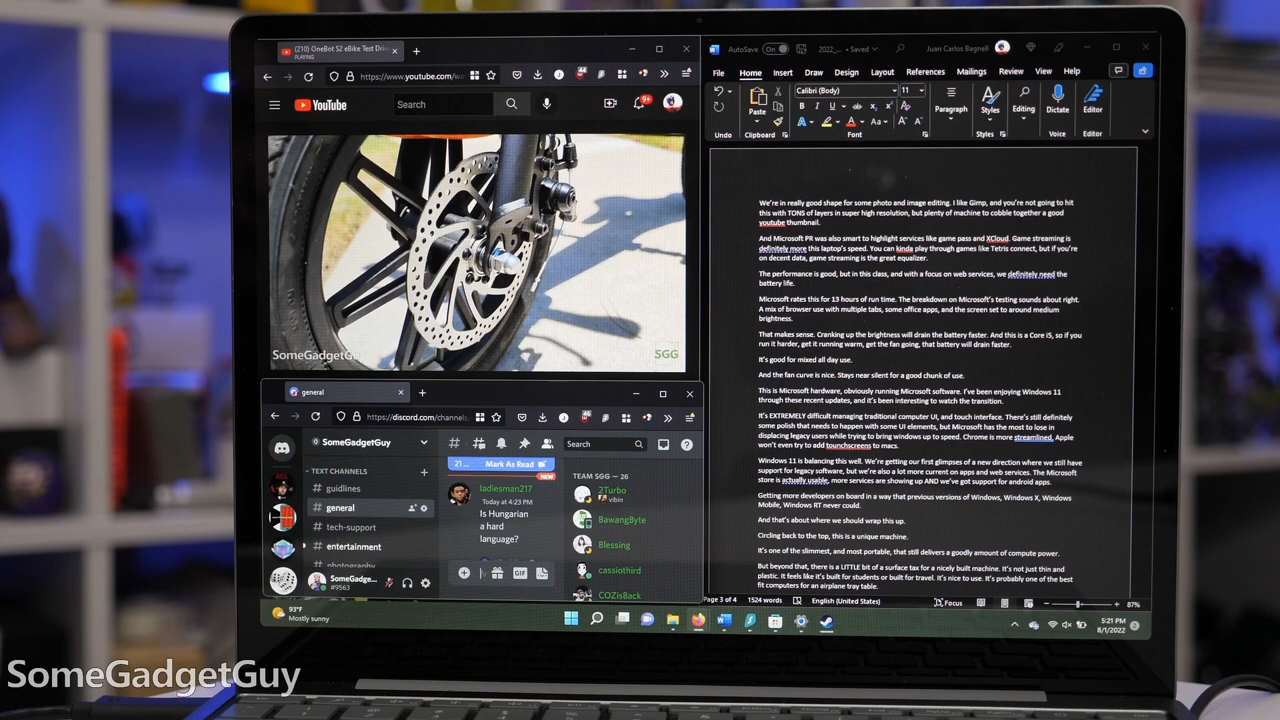 (210) OneBot S2 eBike Test Driv
PLAYING
https://www.youtube.com/wa
YouTube
Search
9+
SomeGadgetGuy
SGG
general
https://discord.com/channels
SomeGadgetGuy
Search
TEXT CHANNELS
guidlines
general
tech-support
entertainment
photography
SomeGadge...
#9563
21 ...
Mark As Read
NEW
ladiesman217
Today at 4:23 PM
Is Hungarian
a hard
language?
GIF
TEAM SGG — 26
2Turbo
vibin
BawangByte
Blessing
cassiothird
COZisBack
AutoSave On
2022_... • Saved
Juan Carlos Bagnell
File Home Insert Draw Design Layout References Mailings Review View Help
Calibri (Body) 11
Paste
Paragraph
Styles
Editing
Dictate
Editor
Undo
Clipboard
Font
Styles
Voice
Editor
We're in really good shape for some photo and image editing. I like Gimp, and you're not going to hit
this with TONS of layers in super high resolution, but plenty of machine to cobble together a good
youtube thumbnail.
And Microsoft PR was also smart to highlight services like game pass and XCloud. Game streaming is
definitely more this laptop's speed. You can kinda play through games like Tetris connect, but if you're
on decent data, game streaming is the great equalizer.
The performance is good, but in this class, and with a focus on web services, we definitely need the
battery life.
Microsoft rates this for 13 hours of run time. The breakdown on Microsoft's testing sounds about right.
A mix of browser use with multiple tabs, some office apps, and the screen set to around medium
brightness.
That makes sense. Cranking up the brightness will drain the battery faster. And this is a Core i5, so if you
run it harder, get it running warm, get the fan going, that battery will drain faster.
It's good for mixed all day use.
And the fan curve is nice. Stays near silent for a good chunk of use.
This is Microsoft hardware, obviously running Microsoft software. I've been enjoying Windows 11
through these recent updates, and it's been interesting to watch the transition.
It's EXTREMELY difficult managing traditional computer UI, and touch interface. There's still definitely
some polish that needs to happen with some UI elements, but Microsoft has the most to lose in
displacing legacy users while trying to bring windows up to speed. Chrome is more streamlined, Apple
won't even try to add tounchscreens to macs.
Windows 11 is balancing this well. We're getting our first glimpses of a new direction where we still have
support for legacy software, but we're also a lot more current on apps and web services. The Microsoft
store is actually usable, more services are showing up AND we've got support for android apps.
Getting more developers on board in a way that previous versions of Windows, Windows X, Windows
Mobile, Windows RT never could.
And that's about where we should wrap this up.
Circling back to the top, this is a unique machine.
It's one of the slimmest, and most portable, that still delivers a goodly amount of compute power.
But beyond that, there is a LITTLE bit of a surface tax for a nicely built machine. It's not just thin and
plastic. It feels like it's built for students or built for travel. It's nice to use. It's probably one of the best
fit computers for an airplane tray table.
Page 3 of 4 1524 words English (United States) Focus 87%
93°F
Mostly sunny
5:21 PM
8/1/2022
SomeGadgetGuy